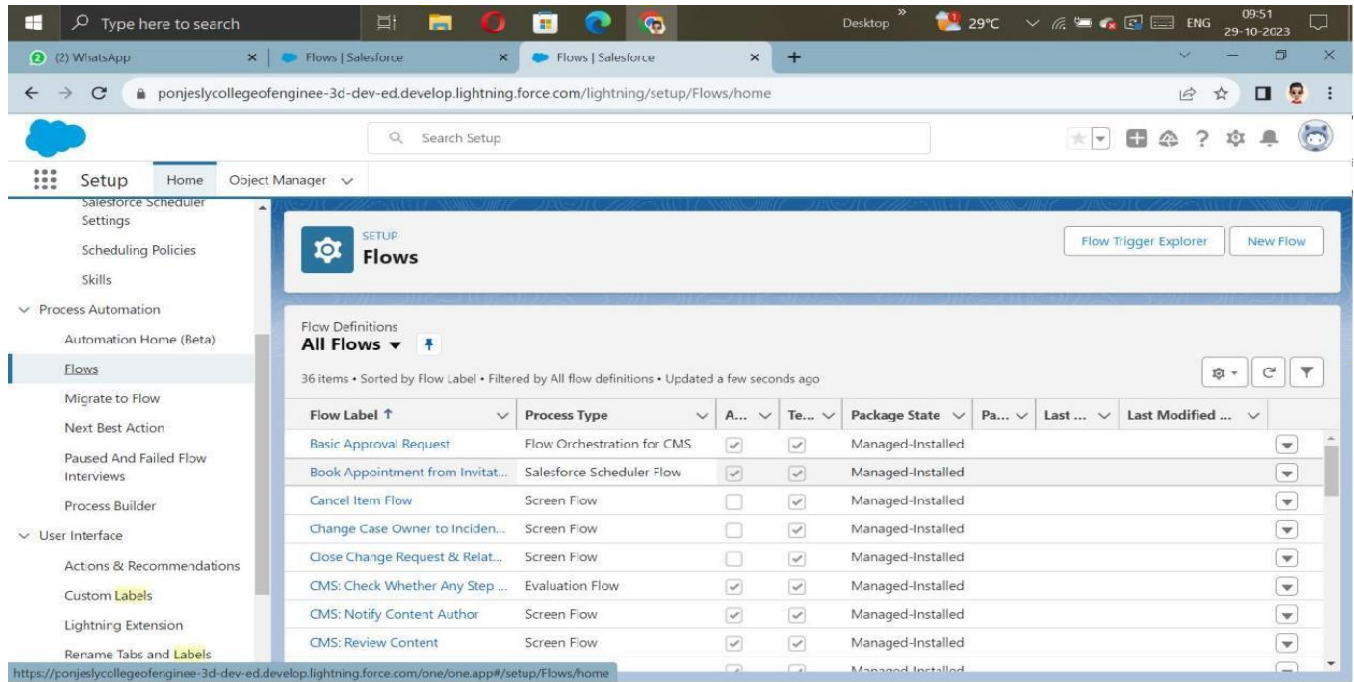 Type here to search
Desktop
»
29°C
ENG
09:51
29-10-2023
(2) WhatsApp
Flows | Salesforce
Flows | Salesforce
ponjeslycollegeofenginee-3d-dev-ed.develop.lightning.force.com/lightning/setup/Flows/home
Search Setup
Setup
Home
Object Manager
Salesforce Scheduler
Settings
Scheduling Policies
Skills
Process Automation
Automation Home (Beta)
Flows
Migrate to Flow
Next Best Action
Paused And Failed Flow
Interviews
Process Builder
User Interface
Actions & Recommendations
Custom Labels
Lightning Extension
Rename Tabs and Labels
SETUP
Flows
Flow Trigger Explorer
New Flow
Flow Definitions
All Flows
36 items • Sorted by Flow Label • Filtered by All flow definitions • Updated a few seconds ago
Flow Label ↑ Process Type A... Te... Package State Pa... Last ... Last Modified ...
Basic Approval Request Flow Orchestration for CMS Managed-Installed
Book Appointment from Invitat... Salesforce Scheduler Flow Managed-Installed
Cancel Item Flow Screen Flow Managed-Installed
Change Case Owner to Inciden... Screen Flow Managed-Installed
Close Change Request & Relat... Screen Flow Managed-Installed
CMS: Check Whether Any Step ... Evaluation Flow Managed-Installed
CMS: Notify Content Author Screen Flow Managed-Installed
CMS: Review Content Screen Flow Managed-Installed
Managed-Installed
https://ponjeslycollegeofenginee-3d-dev-ed.develop.lightning.force.com/one/one.app#/setup/Flows/home